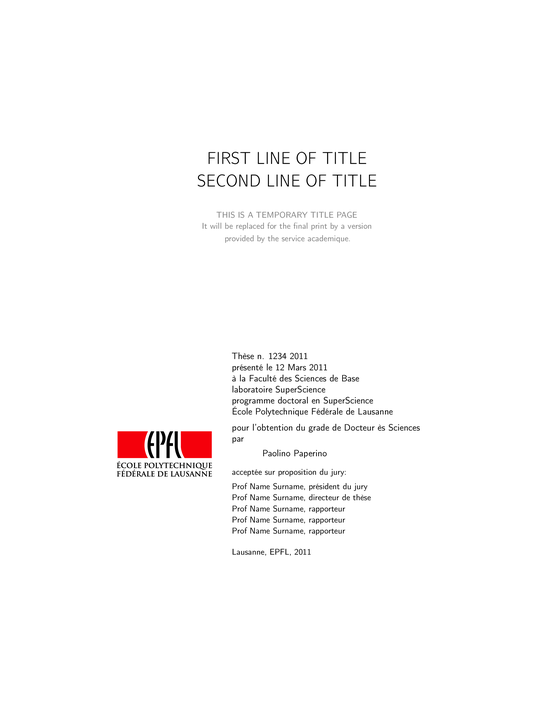 FIRST LINE OF TITLE
SECOND LINE OF TITLE
THIS IS A TEMPORARY TITLE PAGE
It will be replaced for the final print by a version
provided by the service academique.
Thèse n. 1234 2011
présenté le 12 Mars 2011
à la Faculté des Sciences de Base
laboratoire SuperScience
programme doctoral en SuperScience
École Polytechnique Fédérale de Lausanne
pour l'obtention du grade de Docteur ès Sciences
par
Paolino Paperino
EPFL
ÉCOLE POLYTECHNIQUE
FÉDÉRALE DE LAUSANNE
acceptée sur proposition du jury:
Prof Name Surname, président du jury
Prof Name Surname, directeur de thèse
Prof Name Surname, rapporteur
Prof Name Surname, rapporteur
Prof Name Surname, rapporteur
Lausanne, EPFL, 2011